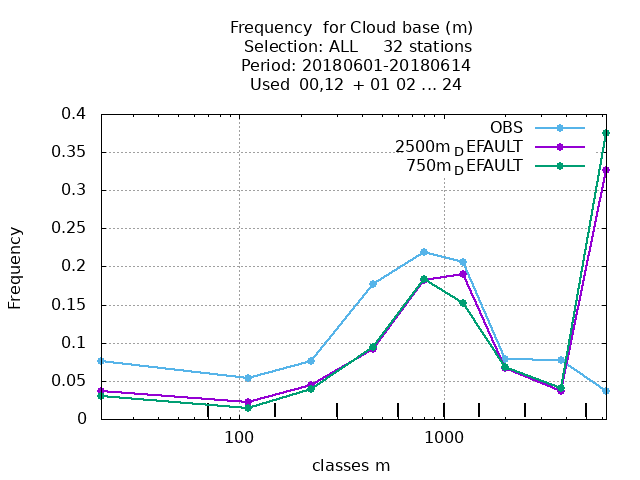 Frequency  for Cloud base (m)
Selection: ALL     32 stations
Period: 20180601-20180614
Used  00,12  + 01 02 ... 24
OBS
2500m_DEFAULT
750m_DEFAULT
0.4
0.35
0.3
0.25
0.2
0.15
0.1
0.05
0
Frequency
100
1000
classes m